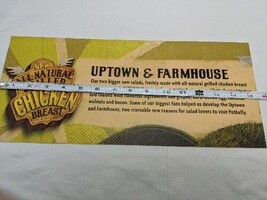 NEW
ALL-NATURAL
GRILLED
CHICKEN
BREAST
UPTOWN & FARMHOUSE
Our two bigger new salads, freshly made with all-natural grilled chicken breast
walnuts and bacon. Some of our biggest fans helped us develop the Uptown
and Farmhouse, two craveable new reasons for salad lovers to visit Potbelly.